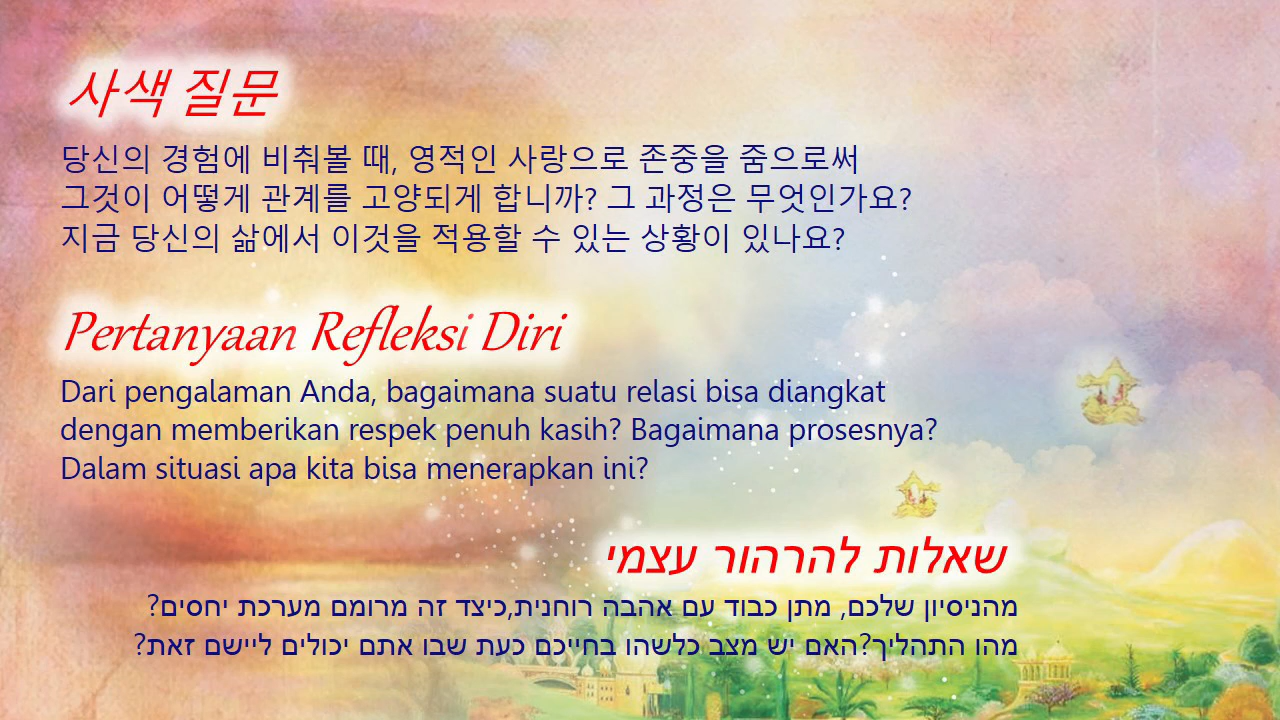 사색 질문
당신의 경험에 비춰볼 때, 영적인 사랑으로 존중을 줌으로써
그것이 어떻게 관계를 고양되게 합니까? 그 과정은 무엇인가요?
지금 당신의 삶에서 이것을 적용할 수 있는 상황이 있나요?
Pertanyaan Refleksi Diri
Dari pengalaman Anda, bagaimana suatu relasi bisa diangkat
dengan memberikan respek penuh kasih? Bagaimana prosesnya?
Dalam situasi apa kita bisa menerapkan ini?
שאלות להרהור עצמי
מהניסיון שלכם, מתן כבוד עם אהבה רוחנית,כיצד זה מרומם מערכת יחסים?
מהו התהליך?האם יש מצב כלשהו בחייכם כעת שבו אתם יכולים ליישם זאת?